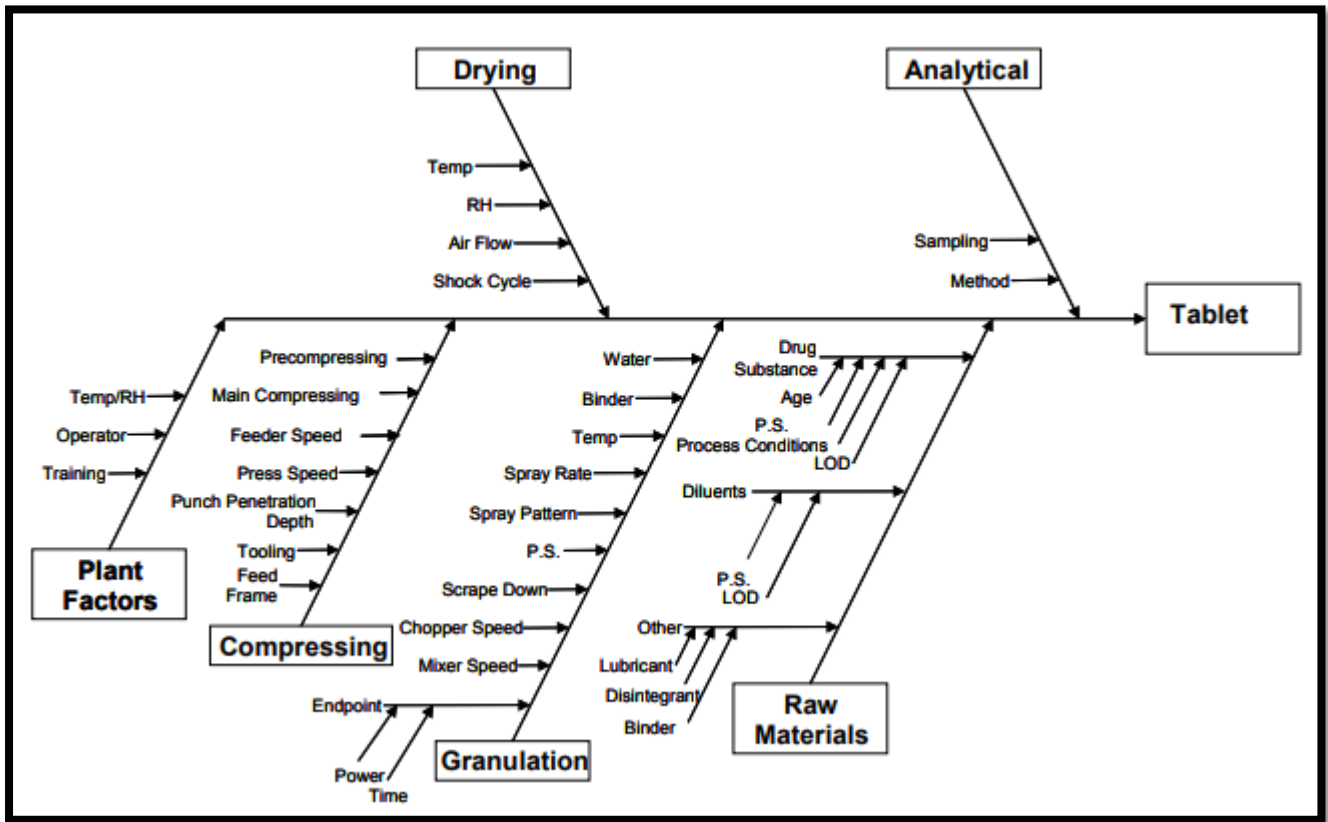 Drying
Analytical
Temp
RH
Air Flow
Shock Cycle
Sampling
Method
Tablet
Temp/RH
Operator
Training
Plant
Factors
Precompressing
Main Compressing
Feeder Speed
Press Speed
Punch Penetration
Depth
Tooling
Feed
Frame
Compressing
Water
Binder
Temp
Spray Rate
Spray Pattern
P.S.
Scrape Down
Chopper Speed
Mixer Speed
Endpoint
Power
Time
Granulation
Drug
Substance
Age
P.S.
Process Conditions
LOD
Diluents
P.S.
LOD
Other
Lubricant
Disintegrant
Binder
Raw
Materials